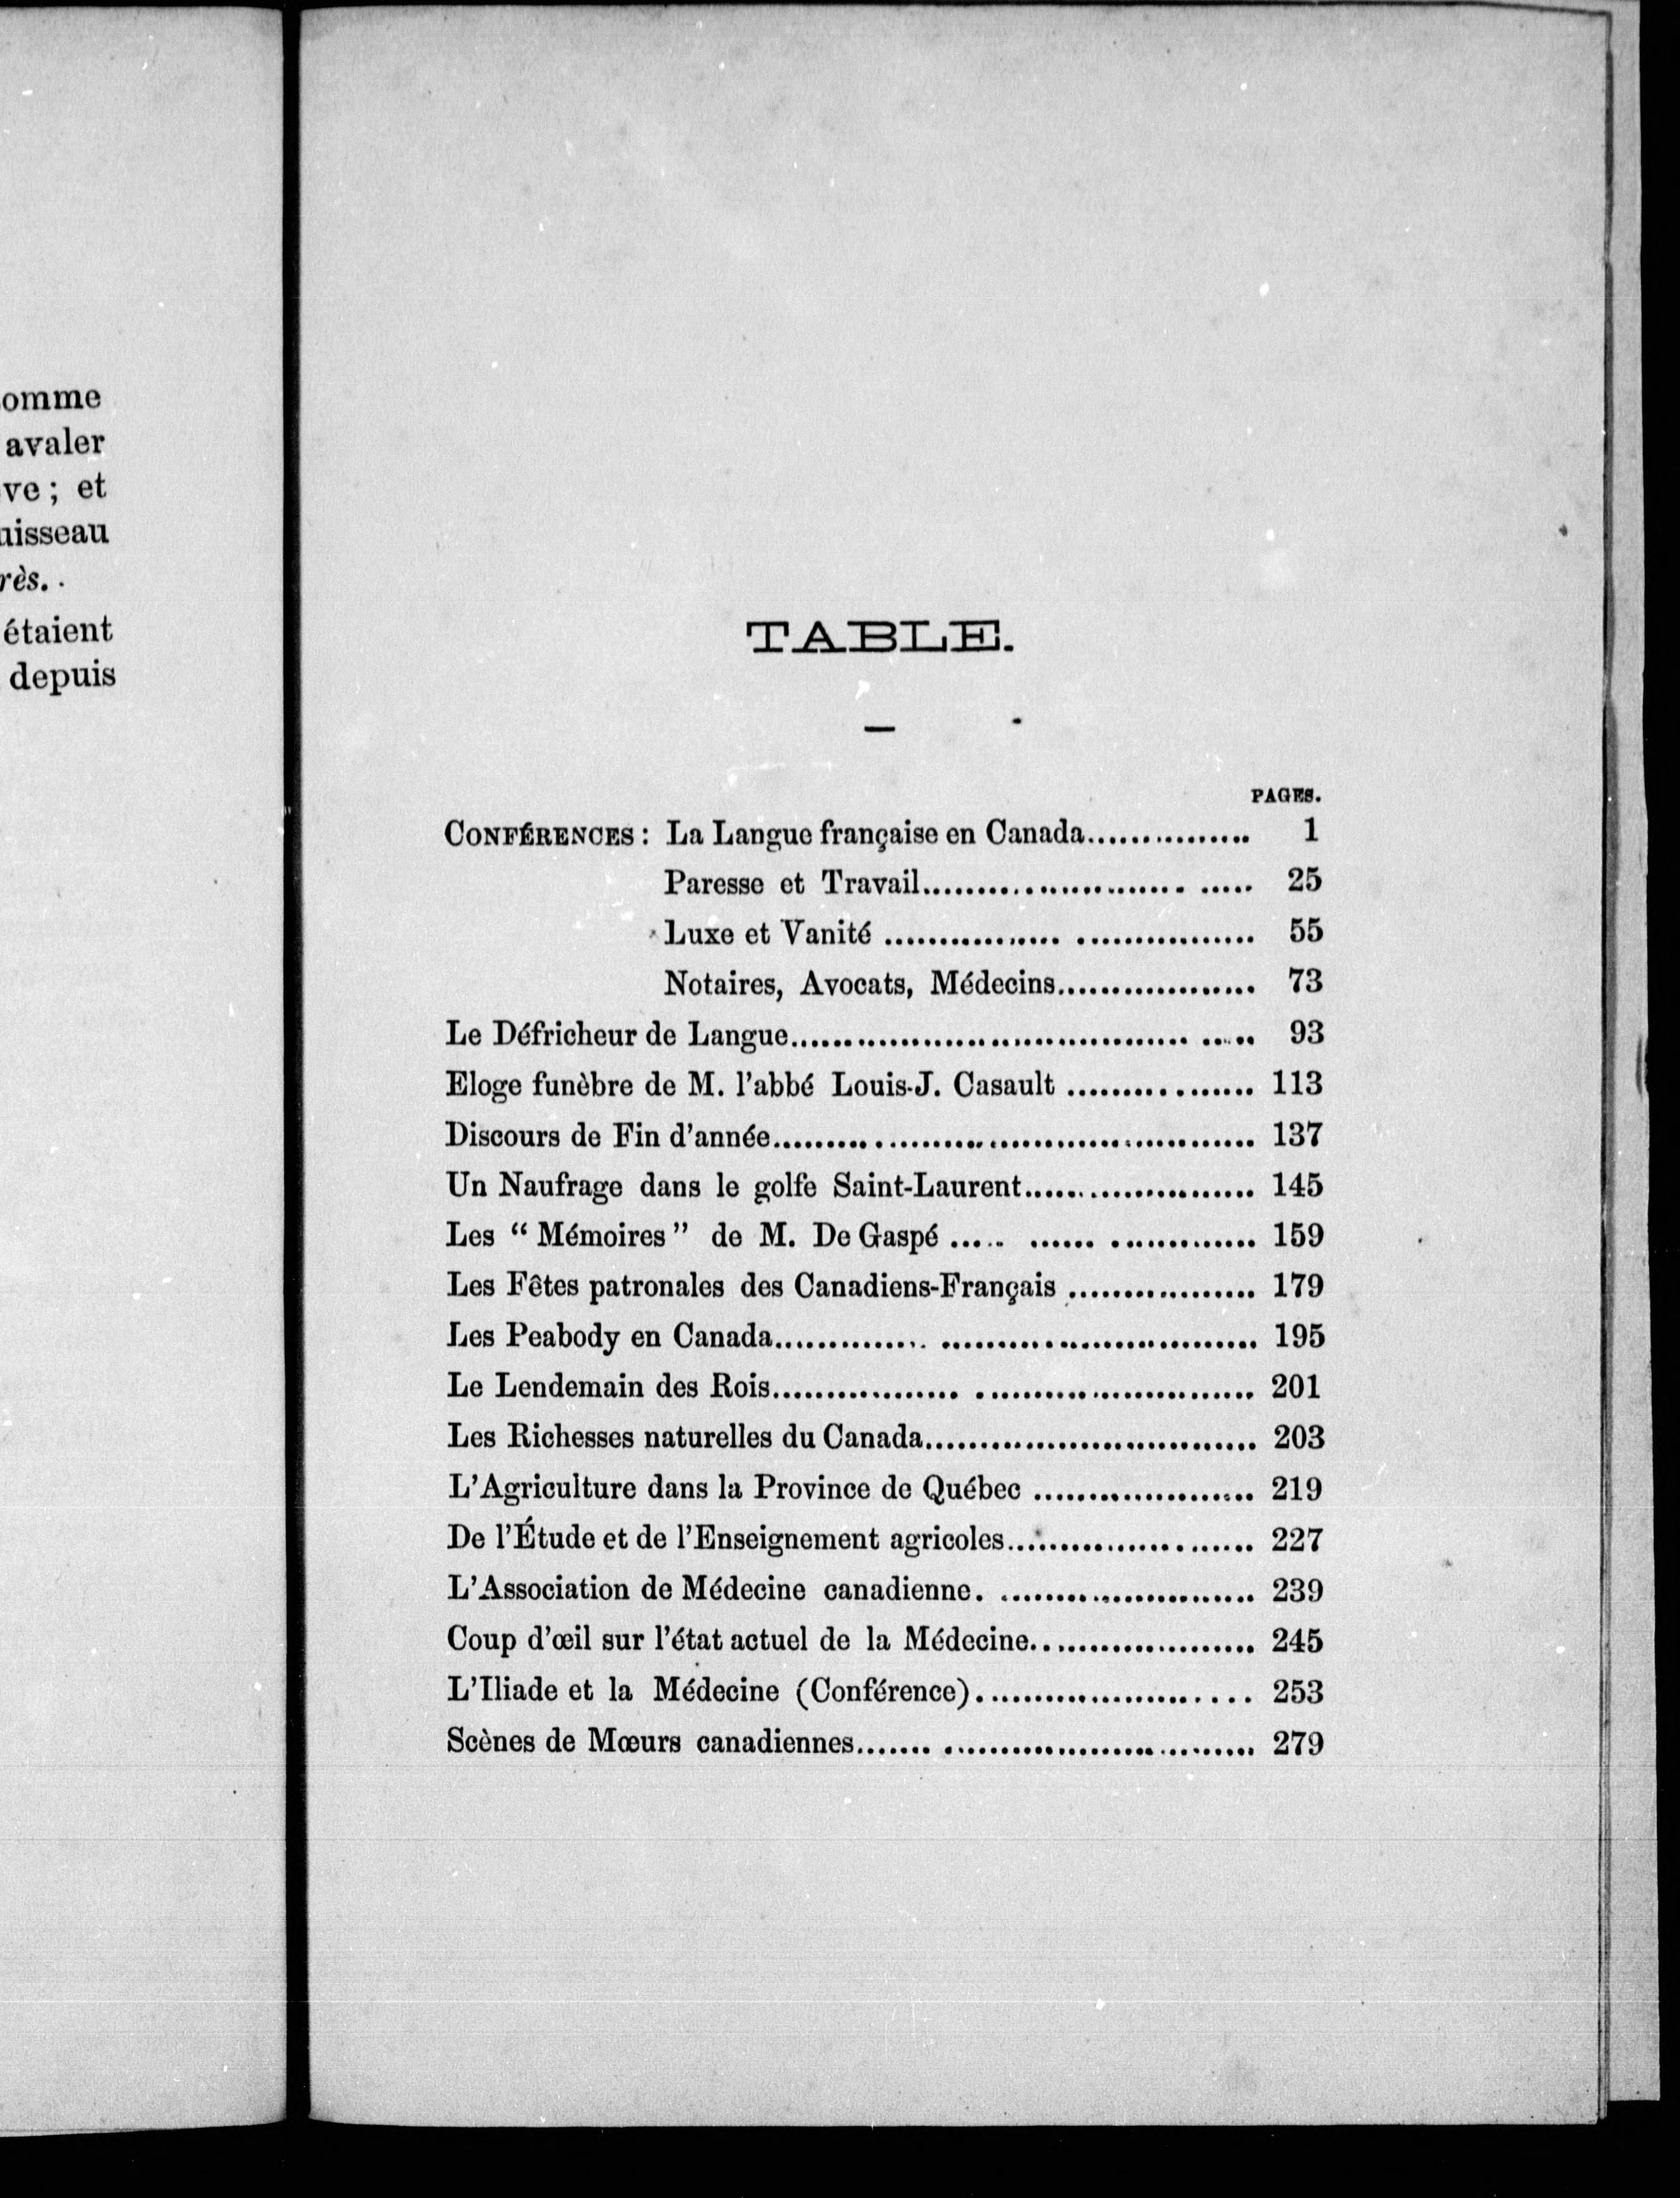 avaler
et
étaient
depuis
TABLE.
PAGES.
CONFÉRENCES : La Langue française en Canada............... 1
Paresse et Travail........................ ..... 25
Luxe et Vanité ................ ................ 55
Notaires, Avocats, Médecins.................. 73
Le Défricheur de Langue.................................... ..... 93
Eloge funèbre de M. l'abbé Louis-J. Casault ................. 113
Discours de Fin d'année........................................... 137
Un Naufrage dans le golfe Saint-Laurent..................... 145
Les “ Mémoires ” de M. De Gaspé ..... ...... ............. 159
Les Fêtes patronales des Canadiens-Français ................. 179
Les Peabody en Canada.............. ............................. 195
Le Lendemain des Rois................. ......................... 201
Les Richesses naturelles du Canada.............................. 203
L'Agriculture dans la Province de Québec .................... 219
De l'Étude et de l'Enseignement agricoles...................... 227
L'Association de Médecine canadienne. ....................... 239
Coup d'œil sur l'état actuel de la Médecine.................... 245
L'Iliade et la Médecine (Conférence)......................... 253
Scènes de Mœurs canadiennes....... ............................ 279